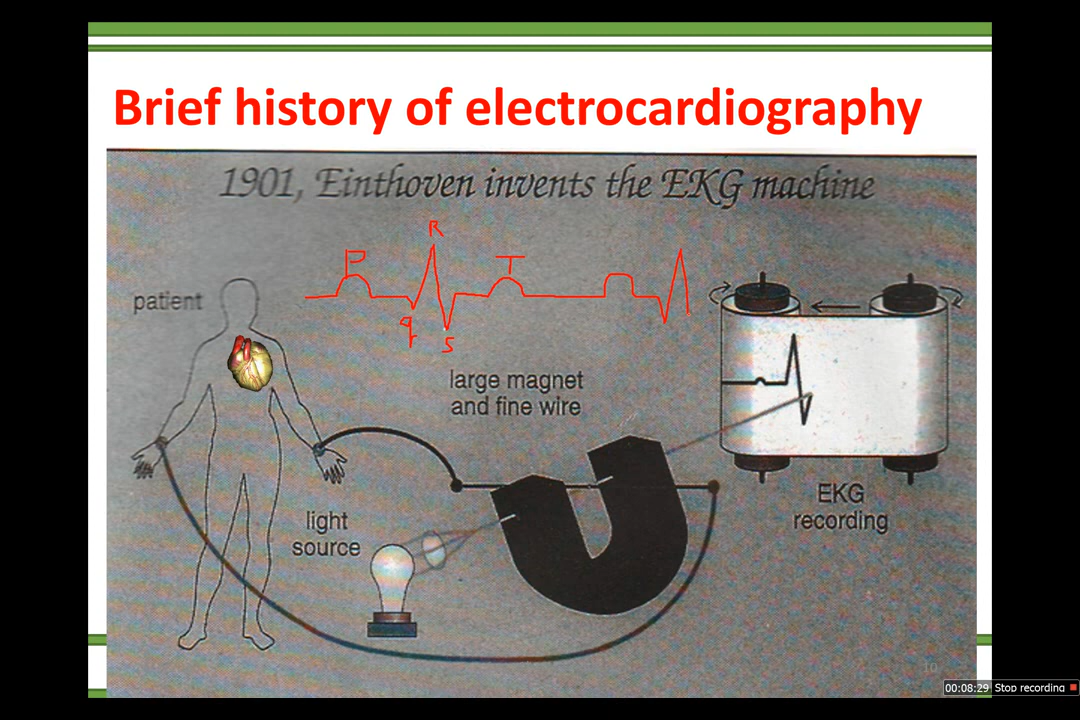 Brief history of electrocardiography
1901, Einthoven invents the EKG machine
R
P
T
q
s
patient
large magnet
and fine wire
light
source
EKG
recording
10
00:08:29 Stop recording